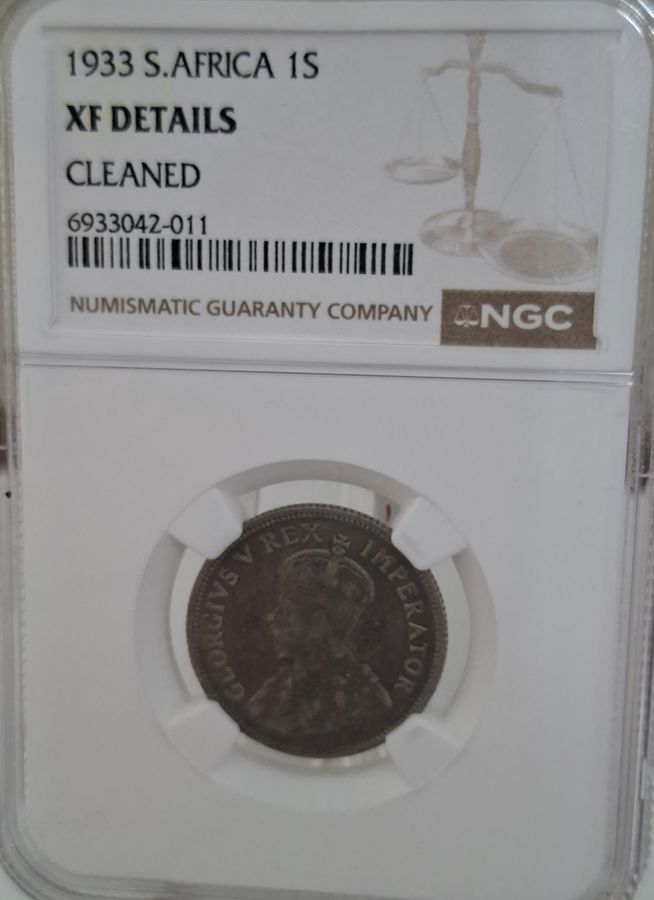 1933 S.AFRICA 1S
XF DETAILS
CLEANED
6933042-011
NUMISMATIC GUARANTY COMPANY
NGC
GEORGIVS V REX IMPERATOR